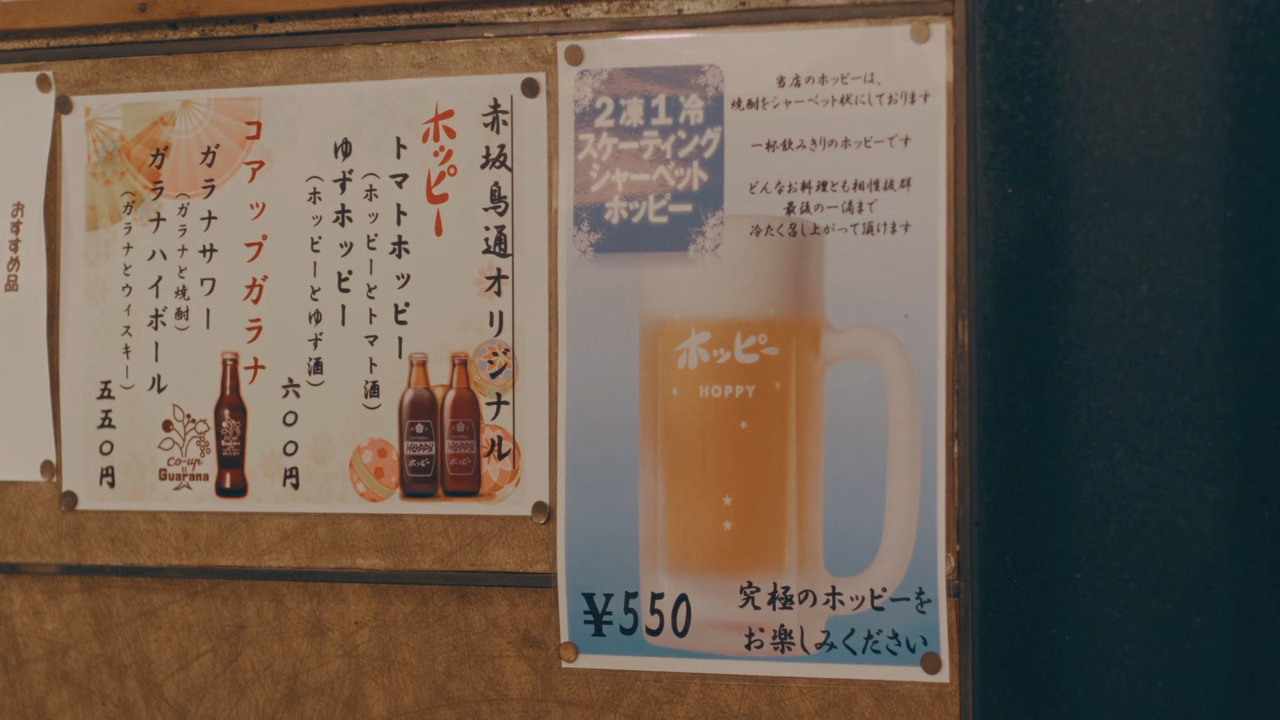 おすすめ品
赤坂鳥通オリジナル
ホッピー
トマトホッピー
（ホッピーとトマト酒）
ゆずホッピー
（ホッピーとゆず酒）
六〇〇円
コアップガラナ
ガラナサワー
（ガラナと焼酎）
ガラナハイボール
（ガラナとウィスキー）
五五〇円
co-up
Guarana
HOPPY
ホッピー
HOPPY
ホッピー
2凍1冷
スケーティング
シャーベット
ホッピー
当店のホッピーは、
焼酎をシャーベット状にしております
一杯飲みきりのホッピーです
どんなお料理とも相性抜群
最後の一滴まで
冷たく召し上がって頂けます
ホッピー
HOPPY
¥550
究極のホッピーを
お楽しみください